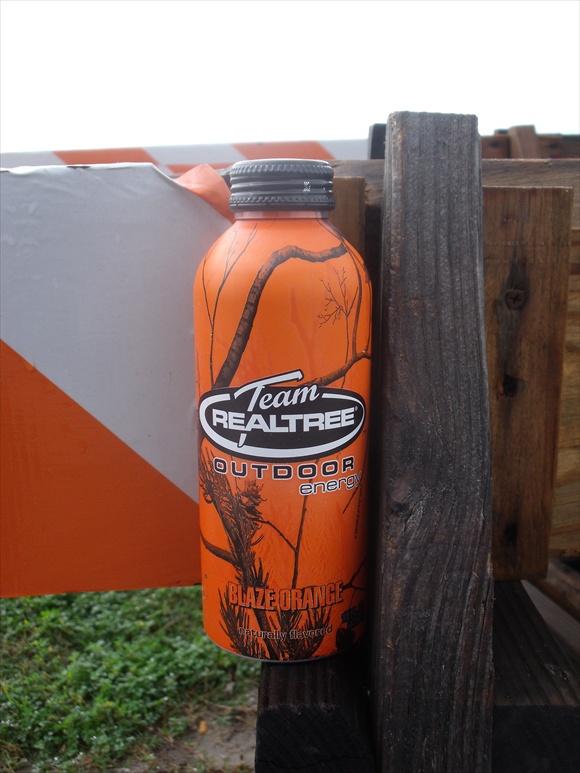 Team
REALTREE®
OUTDOOR
energy
BLAZE ORANGE
naturally flavored